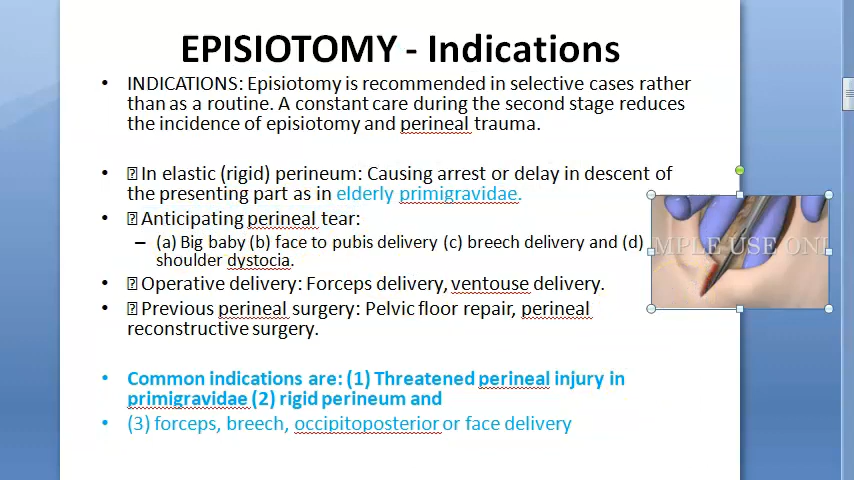 EPISIOTOMY - Indications
• INDICATIONS: Episiotomy is recommended in selective cases rather
than as a routine. A constant care during the second stage reduces
the incidence of episiotomy and perineal trauma.
• In elastic (rigid) perineum: Causing arrest or delay in descent of
the presenting part as in elderly primigravidae.
• Anticipating perineal tear:
– (a) Big baby (b) face to pubis delivery (c) breech delivery and (d)
shoulder dystocia.
• Operative delivery: Forceps delivery, ventouse delivery.
• Previous perineal surgery: Pelvic floor repair, perineal
reconstructive surgery.
• Common indications are: (1) Threatened perineal injury in
primigravidae (2) rigid perineum and
• (3) forceps, breech, occipitoposterior or face delivery
MPLE USE ONL